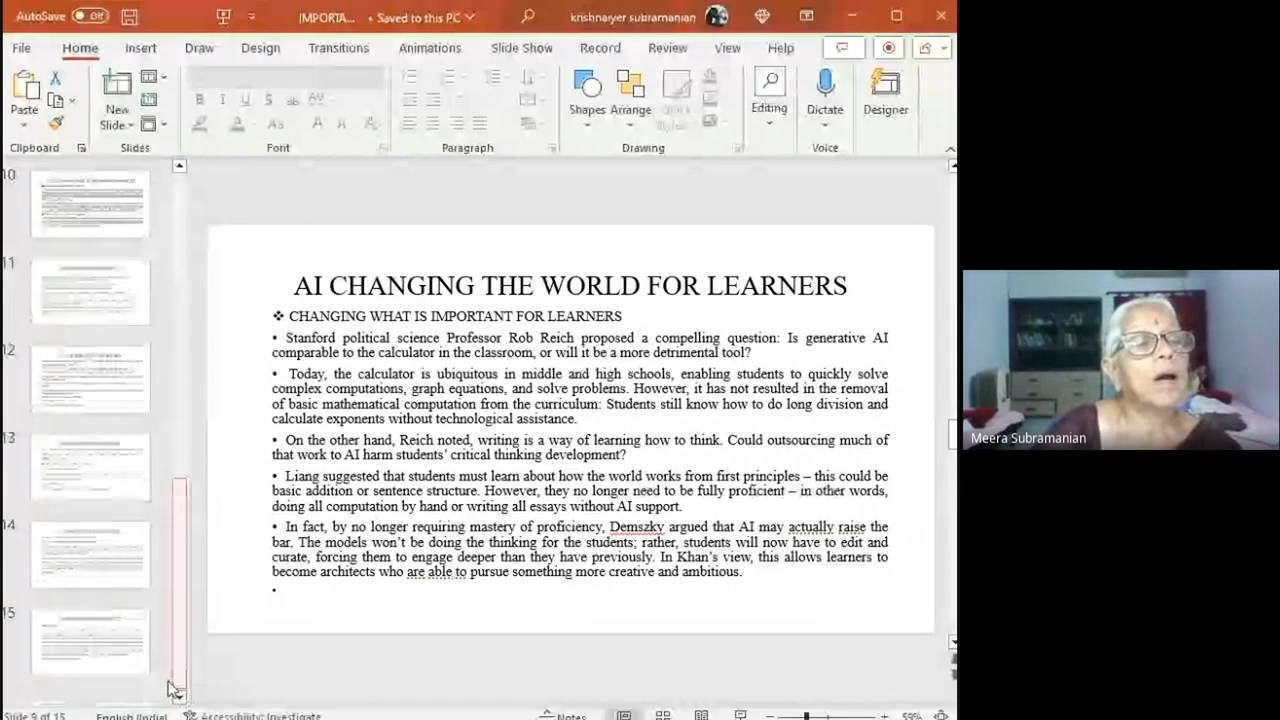 AutoSave Off IMPORTA... • Saved to this PC krishnaiyer subramanian
File Home Insert Draw Design Transitions Animations Slide Show Record Review View Help
Paste New Slide Shapes Arrange Editing Dictate Designer
Clipboard Slides Font Paragraph Drawing Voice
10
11
12
13
14
15
AI CHANGING THE WORLD FOR LEARNERS
❖ CHANGING WHAT IS IMPORTANT FOR LEARNERS
• Stanford political science Professor Rob Reich proposed a compelling question: Is generative AI
comparable to the calculator in the classroom, or will it be a more detrimental tool?
• Today, the calculator is ubiquitous in middle and high schools, enabling students to quickly solve
complex computations, graph equations, and solve problems. However, it has not resulted in the removal
of basic mathematical computation from the curriculum: Students still know how to do long division and
calculate exponents without technological assistance.
• On the other hand, Reich noted, writing is a way of learning how to think. Could outsourcing much of
that work to AI harm students’ critical thinking development?
• Liang suggested that students must learn about how the world works from first principles – this could be
basic addition or sentence structure. However, they no longer need to be fully proficient – in other words,
doing all computation by hand or writing all essays without AI support.
• In fact, by no longer requiring mastery of proficiency, Demszky argued that AI may actually raise the
bar. The models won’t be doing the thinking for the students; rather, students will now have to edit and
curate, forcing them to engage deeper than they have previously. In Khan’s view, this allows learners to
become architects who are able to pursue something more creative and ambitious.
•
Meera Subramanian
Slide 9 of 15 English (India) Accessibility: Investigate Notes 59%